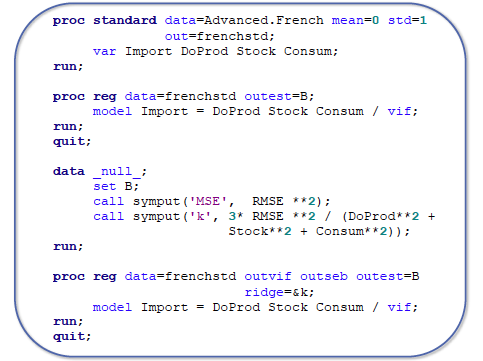 proc standard data=Advanced.French mean=0 std=1
out=frenchstd;
var Import DoProd Stock Consum;
run;
proc reg data=frenchstd outest=B;
model Import = DoProd Stock Consum / vif;
run;
quit;
data _null_;
set B;
call symput('MSE', RMSE **2);
call symput('k', 3* RMSE **2 / (DoProd**2 +
Stock**2 + Consum**2));
run;
proc reg data=frenchstd outvif outseb outest=B
ridge=&k;
model Import = DoProd Stock Consum / vif;
run;
quit;